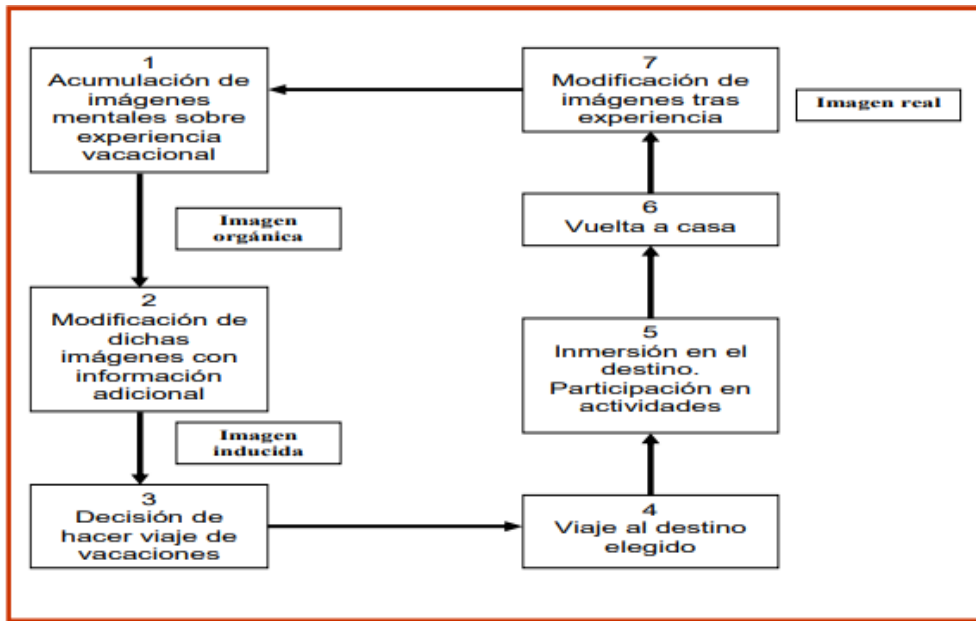 1
Acumulación de
imágenes
mentales sobre
experiencia
vacacional
Imagen
orgánica
2
Modificación de
dichas
imágenes con
información
adicional
Imagen
inducida
3
Decisión de
hacer viaje de
vacaciones
4
Viaje al destino
elegido
5
Inmersión en el
destino.
Participación en
actividades
6
Vuelta a casa
7
Modificación de
imágenes tras
experiencia
Imagen real